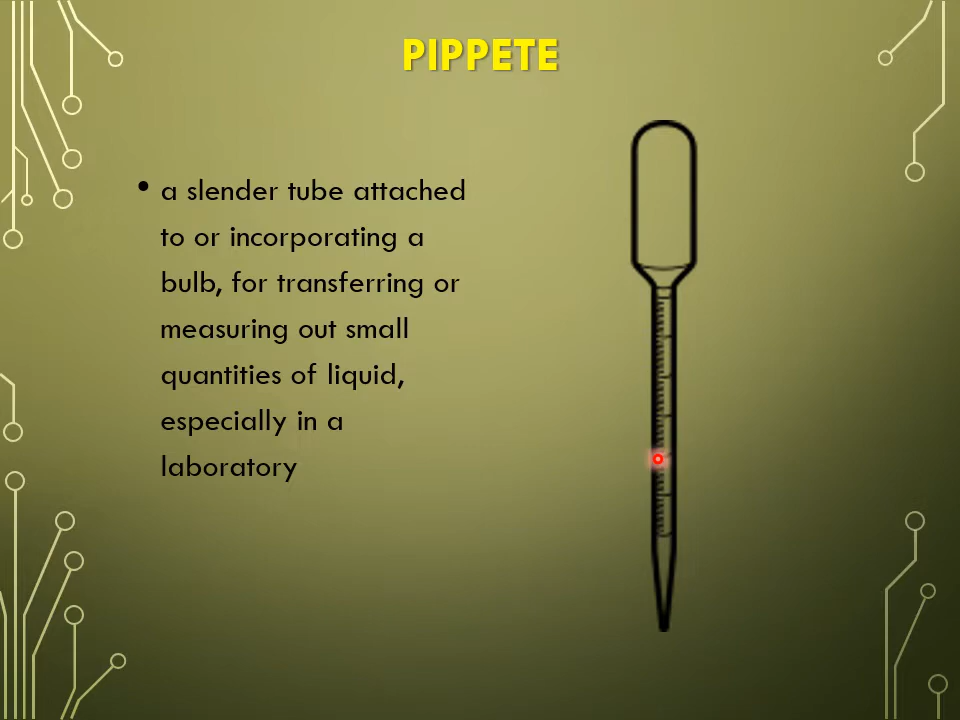 PIPPETE
• a slender tube attached
to or incorporating a
bulb, for transferring or
measuring out small
quantities of liquid,
especially in a
laboratory